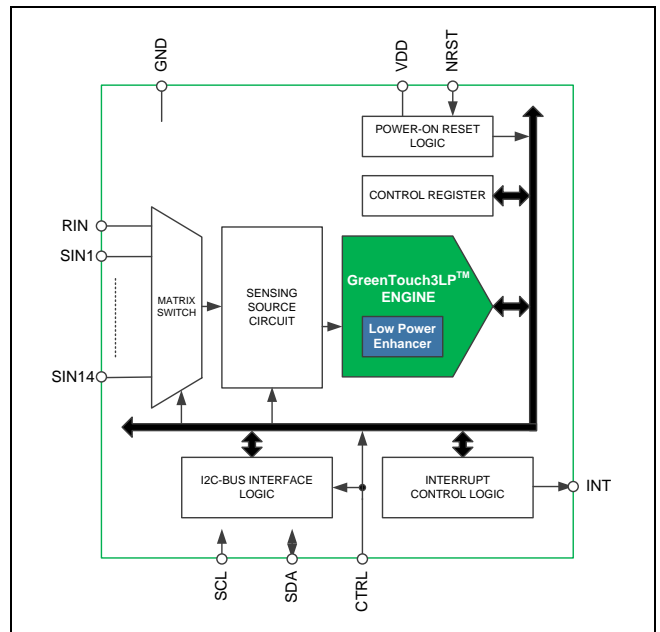 GND
VDD
NRST
POWER-ON RESET
LOGIC
CONTROL REGISTER
RIN
SIN1
SIN14
MATRIX
SWITCH
SENSING
SOURCE
CIRCUIT
GreenTouch3LP™
ENGINE
Low Power
Enhancer
I2C-BUS INTERFACE
LOGIC
INTERRUPT
CONTROL LOGIC
INT
SCL
SDA
CTRL